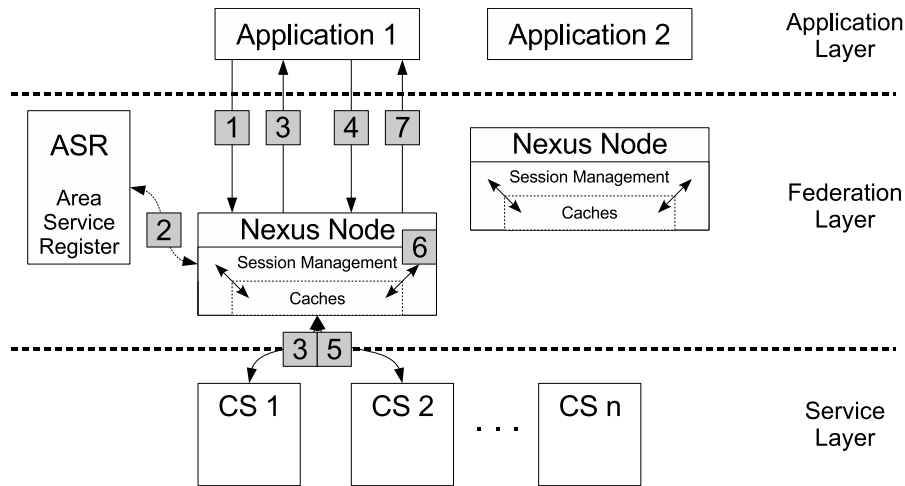 Application 1
Application 2
Application
Layer
1
3
4
7
ASR
Area
Service
Register
2
Nexus Node
6
Session Management
Caches
Nexus Node
Session Management
Caches
Federation
Layer
3
5
CS 1
CS 2
. . .
CS n
Service
Layer